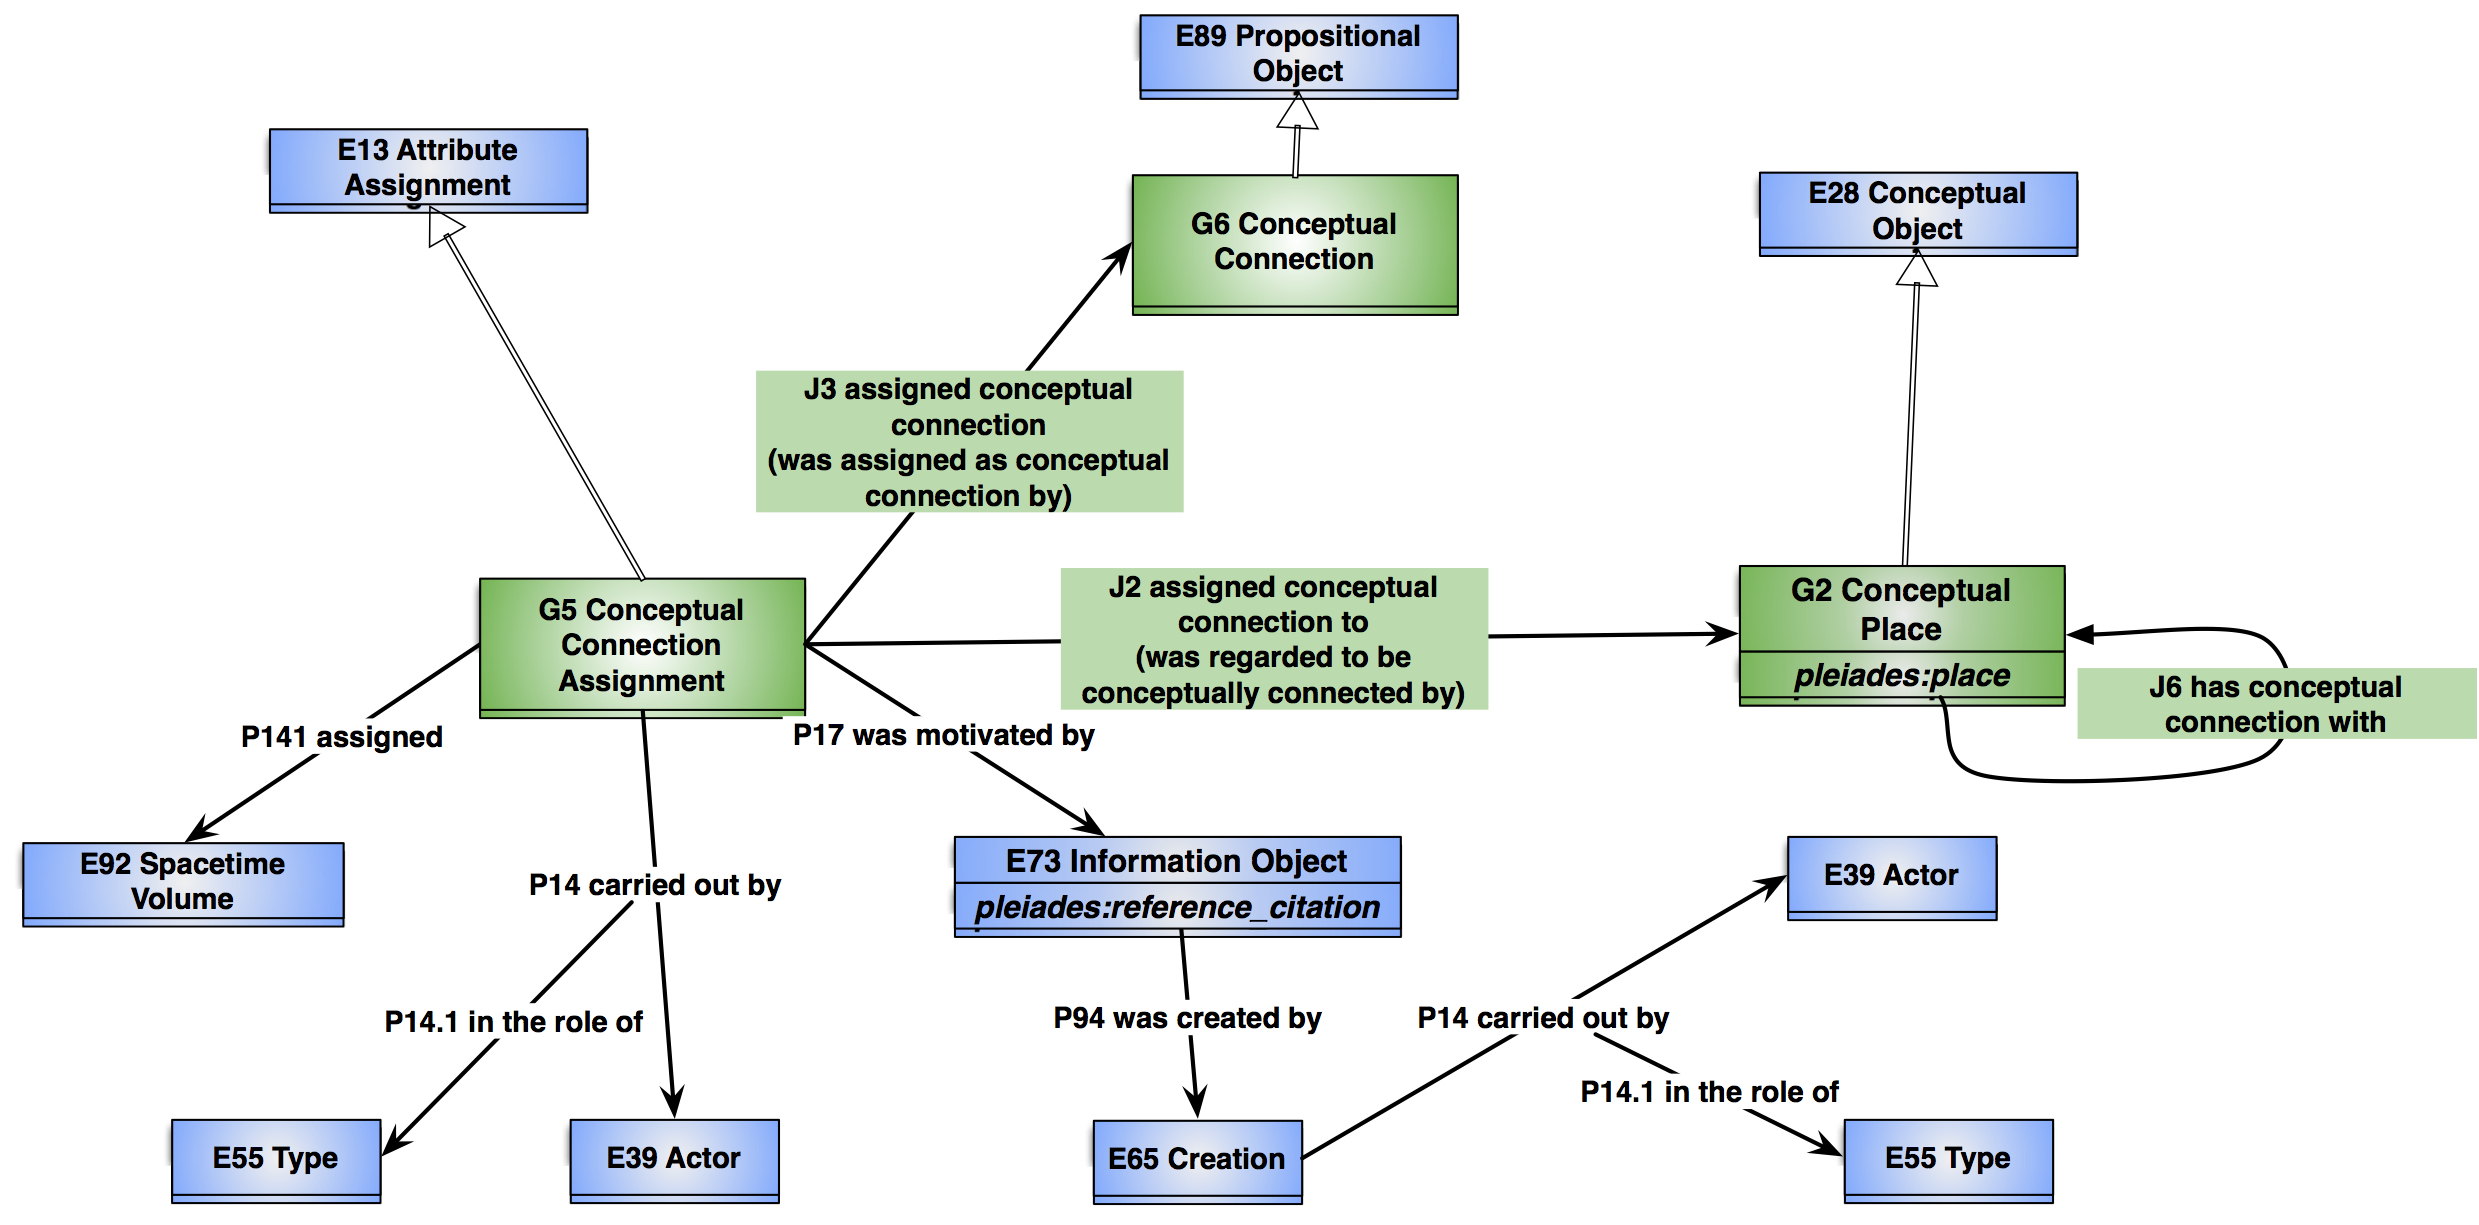 E89 Propositional
Object
E13 Attribute
Assignment
G6 Conceptual
Connection
E28 Conceptual
Object
J3 assigned conceptual
connection
(was assigned as conceptual
connection by)
G5 Conceptual
Connection
Assignment
J2 assigned conceptual
connection to
(was regarded to be
conceptually connected by)
G2 Conceptual
Place
pleiades:place
J6 has conceptual
connection with
P141 assigned
P17 was motivated by
E92 Spacetime
Volume
P14 carried out by
E73 Information Object
pleiades:reference_citation
E39 Actor
P14.1 in the role of
P94 was created by
P14 carried out by
P14.1 in the role of
E55 Type
E39 Actor
E65 Creation
E55 Type